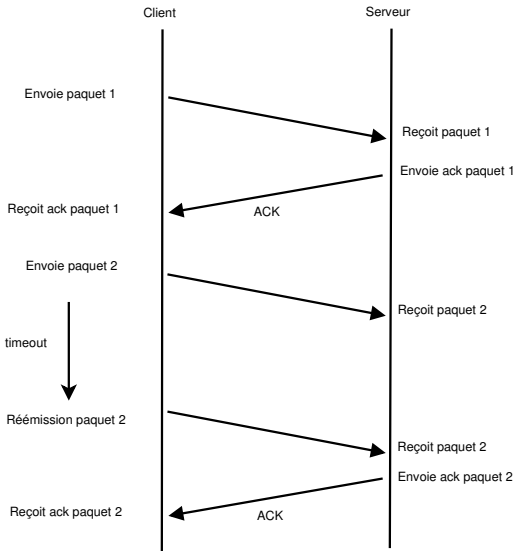 Client
Serveur
Envoie paquet 1
Reçoit paquet 1
Envoie ack paquet 1
Reçoit ack paquet 1
ACK
Envoie paquet 2
Reçoit paquet 2
timeout
Réémission paquet 2
Reçoit paquet 2
Envoie ack paquet 2
Reçoit ack paquet 2
ACK